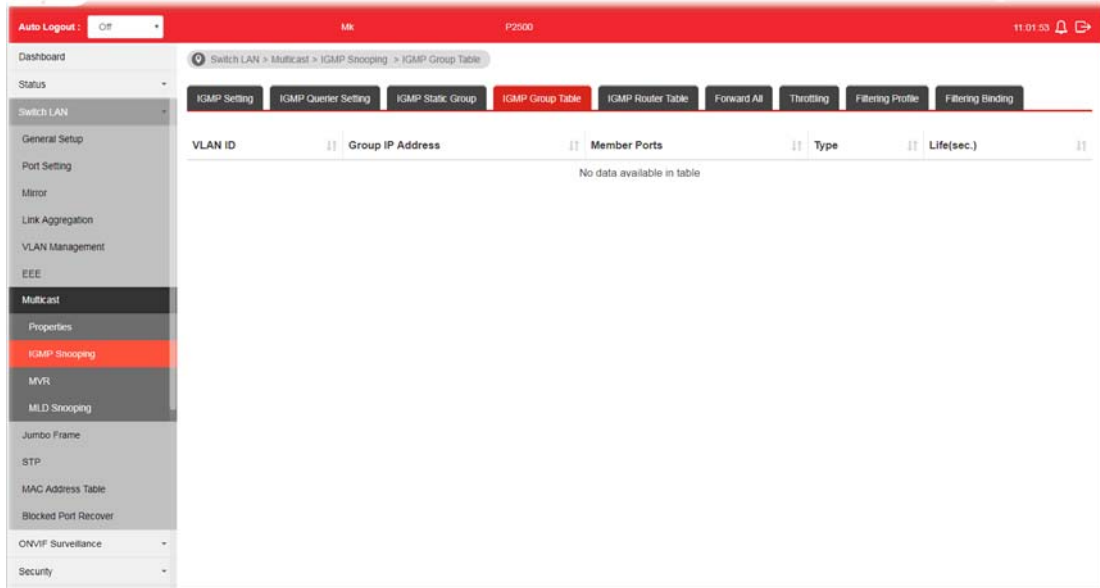 Auto Logout : Off Mk P2500 11:01:53
Switch LAN > Multicast > IGMP Snooping > IGMP Group Table
IGMP Setting IGMP Querier Setting IGMP Static Group IGMP Group Table IGMP Router Table Forward All Throttling Filtering Profile Filtering Binding
VLAN ID Group IP Address Member Ports Type Life(sec.)
No data available in table
Dashboard
Status
Switch LAN
General Setup
Port Setting
Mirror
Link Aggregation
VLAN Management
EEE
Multicast
Properties
IGMP Snooping
MVR
MLD Snooping
Jumbo Frame
STP
MAC Address Table
Blocked Port Recover
ONVIF Surveillance
Security